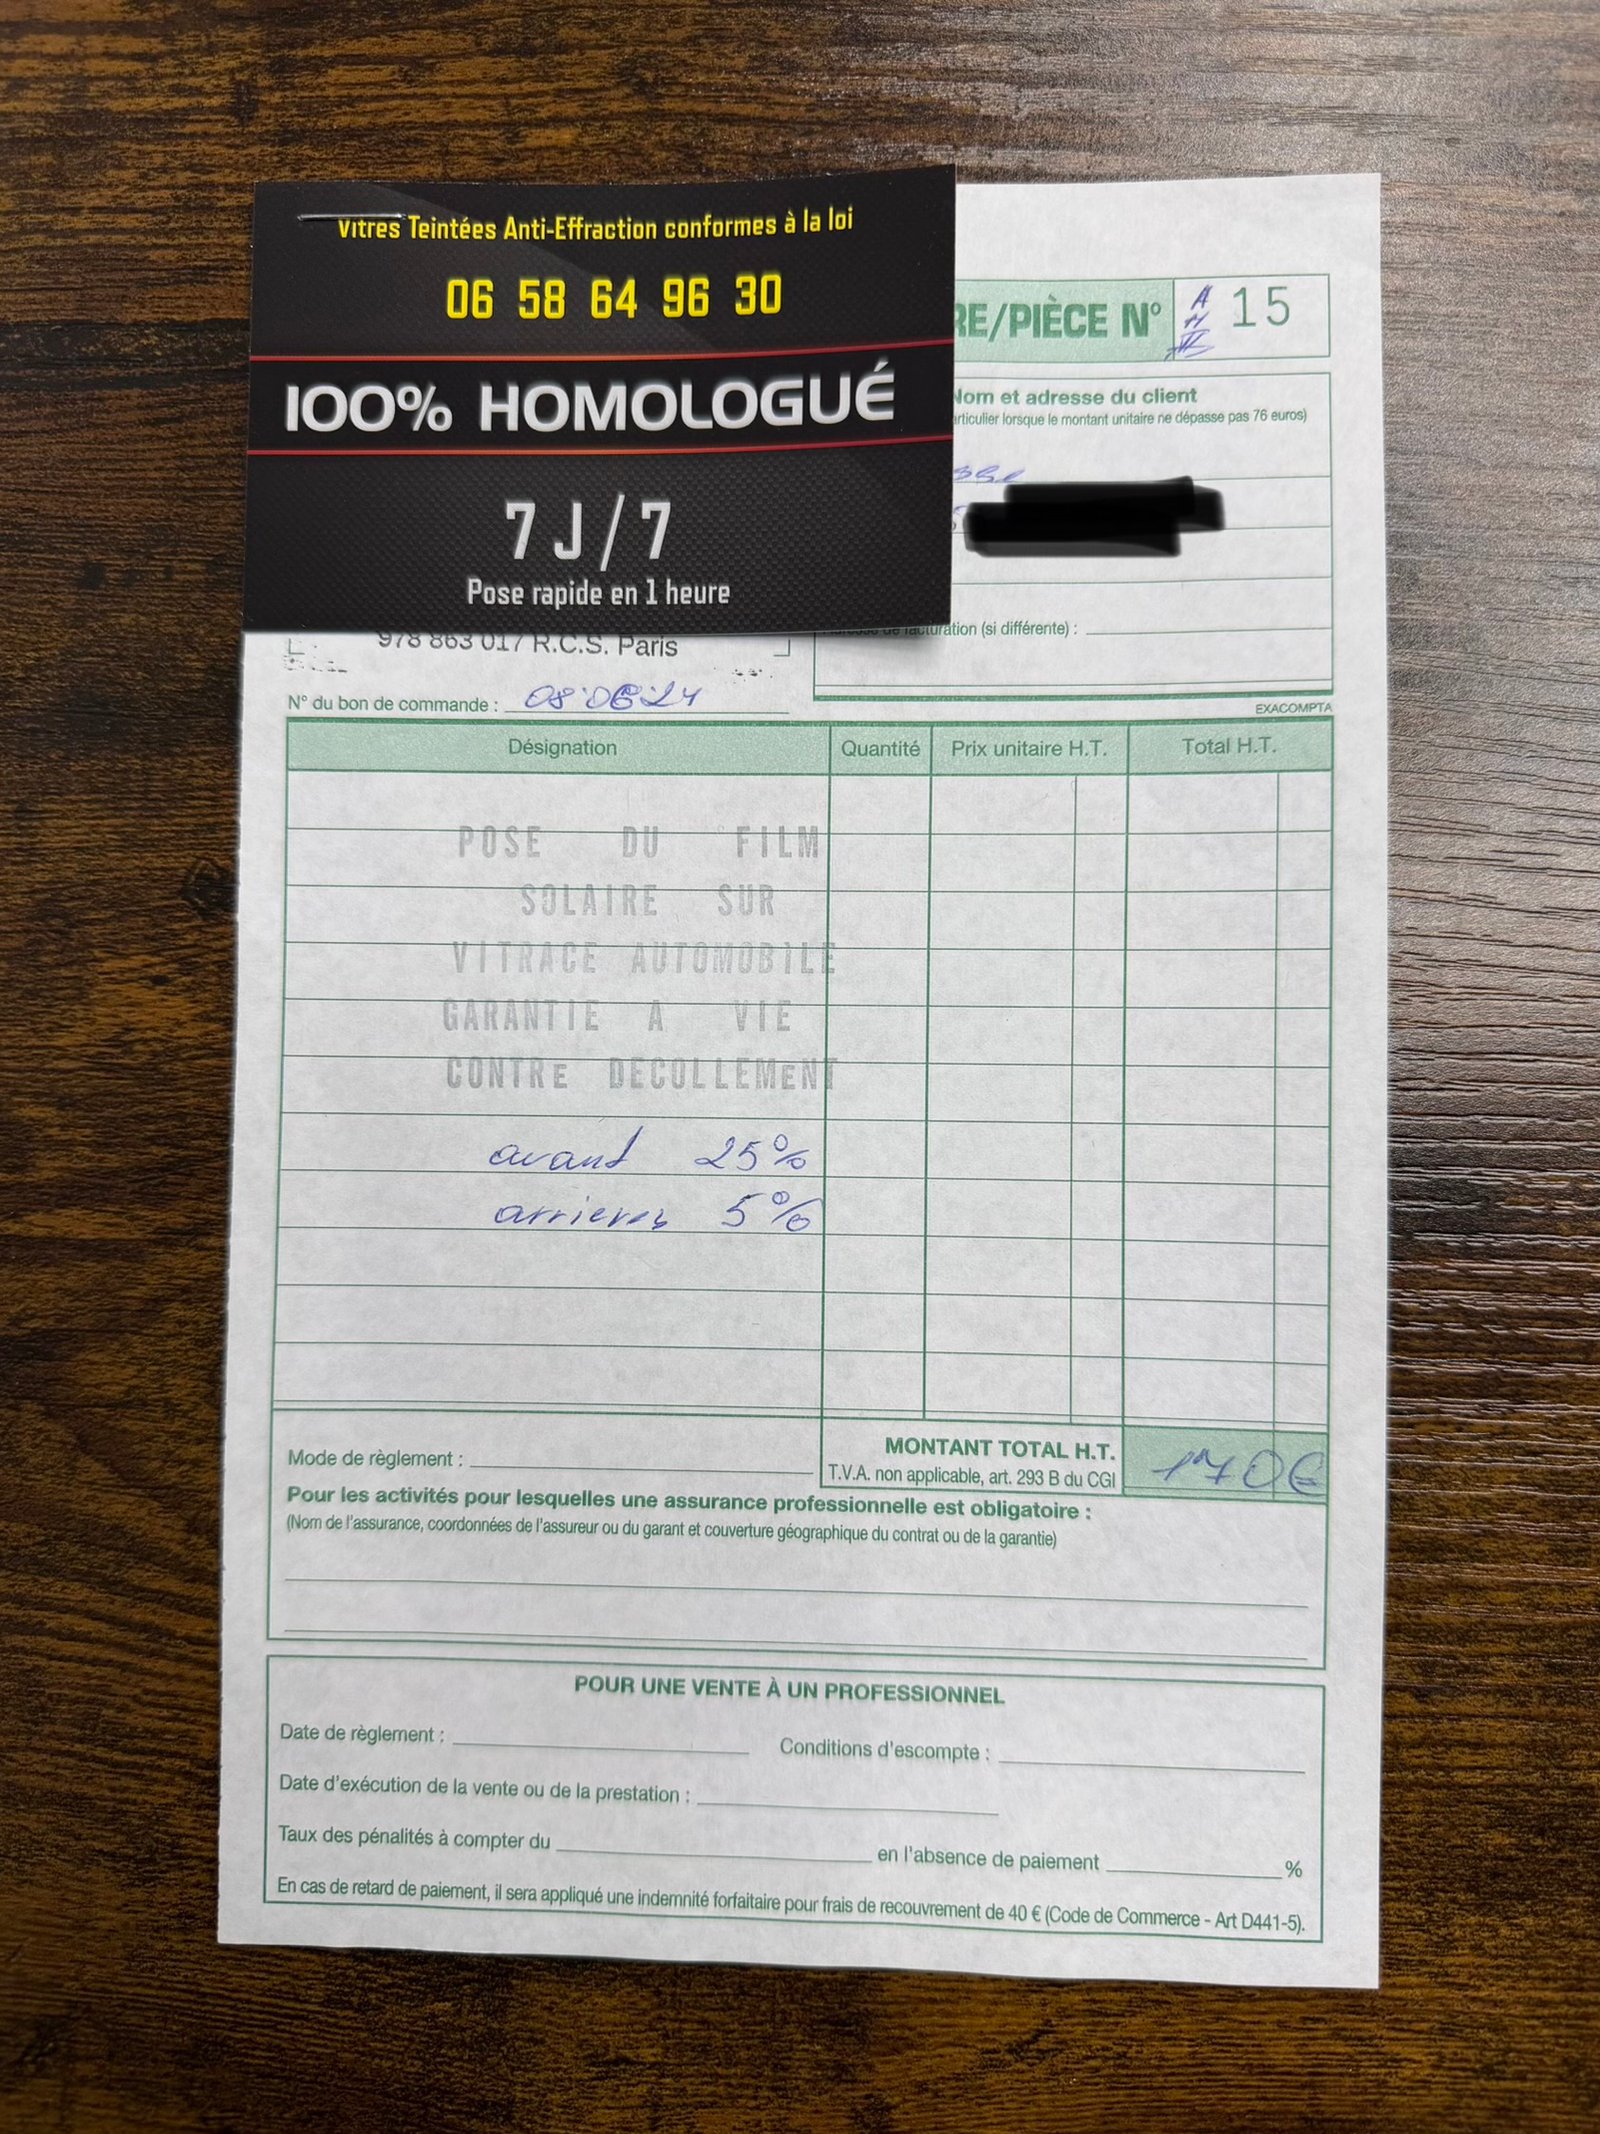 Vitres Teintées Anti-Effraction conformes à la loi
06 58 64 96 30
100% HOMOLOGUÉ
7J/7
Pose rapide en 1 heure
RE/PIÈCE N° 15
Nom et adresse du client
articulier lorsque le montant unitaire ne dépasse pas 76 euros)
facturation (si différente) :
978 863 017 R.C.S. Paris
N° du bon de commande : 08.06.24
EXACOMPTA
Désignation Quantité Prix unitaire H.T. Total H.T.
POSE DU FILM
SOLAIRE SUR
VITRACE AUTOMOBILE
GARANTIE A VIE
CONTRE DECOLLEMENT
avant 25%
arrieres 5%
Mode de règlement :
MONTANT TOTAL H.T. 170€
T.V.A. non applicable, art. 293 B du CGI
Pour les activités pour lesquelles une assurance professionnelle est obligatoire :
(Nom de l'assurance, coordonnées de l'assureur ou du garant et couverture géographique du contrat ou de la garantie)
POUR UNE VENTE À UN PROFESSIONNEL
Date de règlement : Conditions d'escompte :
Date d'exécution de la vente ou de la prestation :
Taux des pénalités à compter du en l'absence de paiement %
En cas de retard de paiement, il sera appliqué une indemnité forfaitaire pour frais de recouvrement de 40 € (Code de Commerce - Art D441-5).